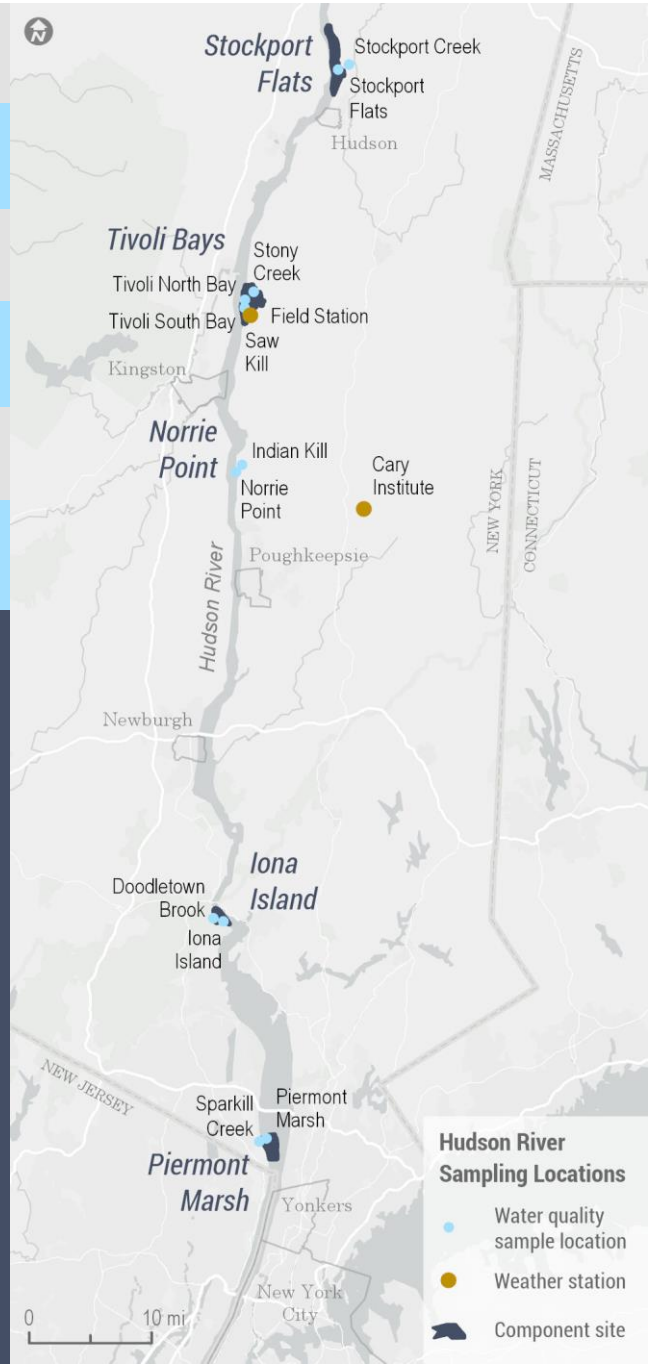 N
Stockport
Flats
Stockport Creek
Stockport
Flats
Hudson
MASSACHUSETTS
Tivoli Bays
Stony
Creek
Tivoli North Bay
Tivoli South Bay
Field Station
Saw
Kill
Kingston
Norrie
Point
Indian Kill
Norrie
Point
Cary
Institute
NEW YORK
CONNECTICUT
Poughkeepsie
Hudson River
Newburgh
Iona
Island
Doodletown
Brook
Iona
Island
NEW JERSEY
Sparkill
Creek
Piermont
Marsh
Piermont
Marsh
Yonkers
New York
City
Hudson River
Sampling Locations
Water quality
sample location
Weather station
Component site
0 10 mi